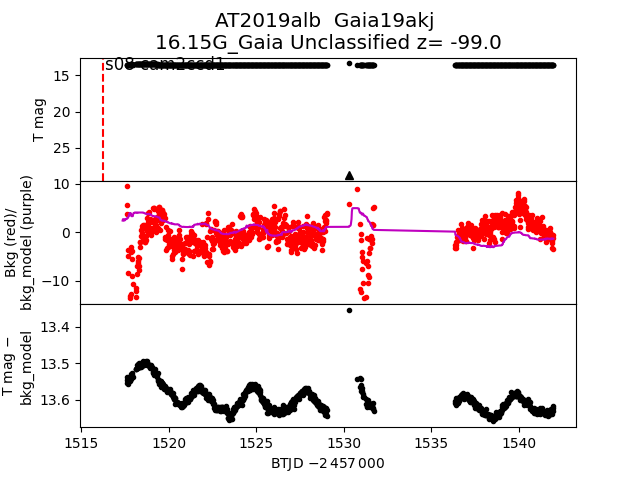 AT2019alb  Gaia19akj
16.15G_Gaia Unclassified z= -99.0
s08 cam2ccd1
15
20
25
T mag
10
0
−10
Bkg (red)/
bkg_model (purple)
13.4
13.5
13.6
T mag −
bkg_model
1515
1520
1525
1530
1535
1540
BTJD −2 457 000